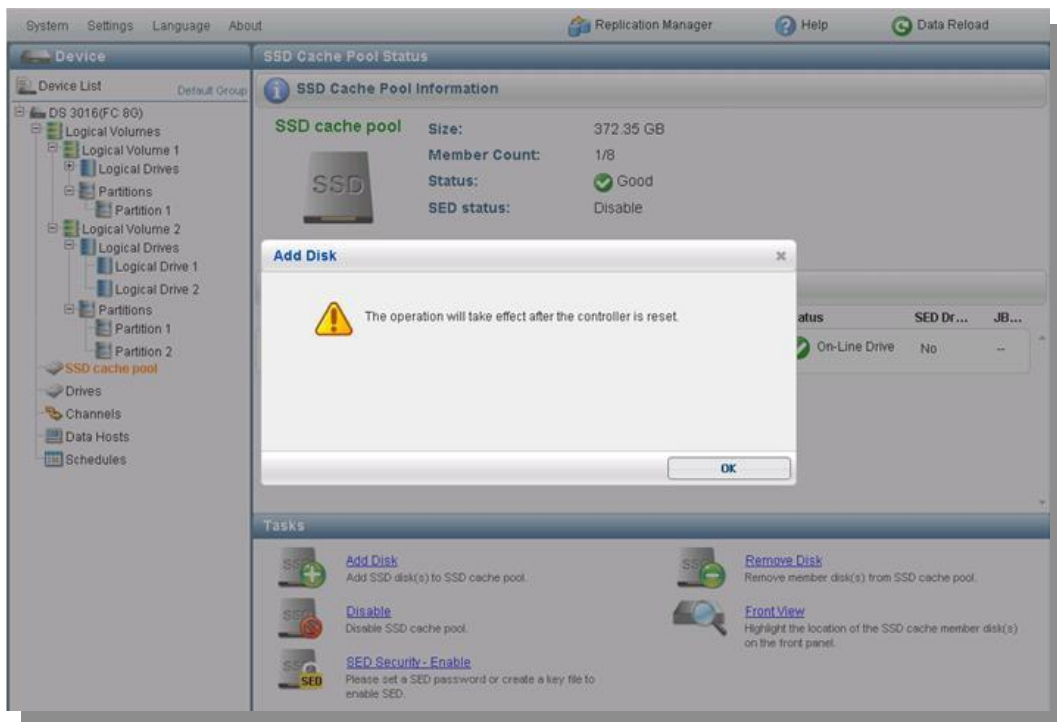 System Settings Language About Replication Manager Help Data Reload
Device
Device List Default Group
DS 3016(FC 8G)
Logical Volumes
Logical Volume 1
Logical Drives
Partitions
Partition 1
Logical Volume 2
Logical Drives
Logical Drive 1
Logical Drive 2
Partitions
Partition 1
Partition 2
SSD cache pool
Drives
Channels
Data Hosts
Schedules
SSD Cache Pool Status
SSD Cache Pool Information
SSD cache pool
SSD
Size: 372.35 GB
Member Count: 1/8
Status: Good
SED status: Disable
Add Disk
The operation will take effect after the controller is reset.
OK
atus SED Dr... JB...
On-Line Drive No --
Tasks
Add Disk
Add SSD disk(s) to SSD cache pool.
Remove Disk
Remove member disk(s) from SSD cache pool.
Disable
Disable SSD cache pool.
Front View
Highlight the location of the SSD cache member disk(s)
on the front panel.
SED
SED Security - Enable
Please set a SED password or create a key file to
enable SED.